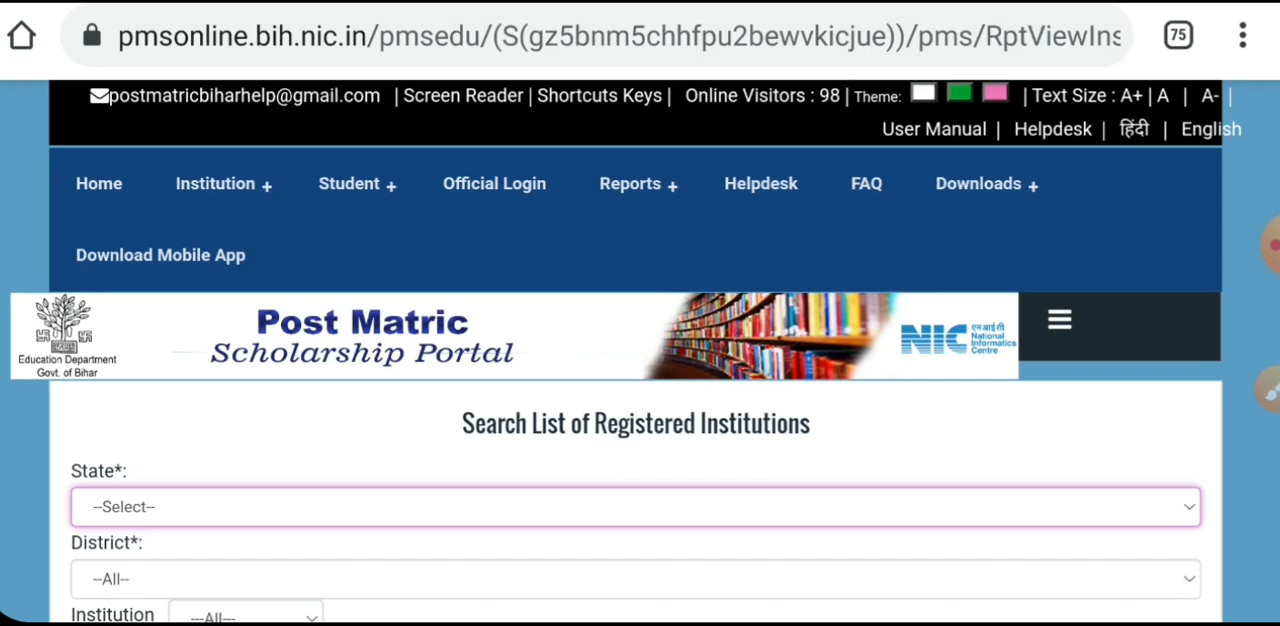 pmsonline.bih.nic.in/pmsedu/(S(gz5bnm5chhfpu2bewvkicjue))/pms/RptViewIns
75
postmatricbiharhelp@gmail.com | Screen Reader | Shortcuts Keys | Online Visitors : 98 | Theme: | Text Size : A+ | A | A- |
User Manual | Helpdesk | हिंदी | English
Home Institution + Student + Official Login Reports + Helpdesk FAQ Downloads +
Download Mobile App
Post Matric
Scholarship Portal
Education Department
Govt. of Bihar
NIC
एनआईसी
National
Informatics
Centre
Search List of Registered Institutions
State*:
--Select--
District*:
--All--
Institution ---All---